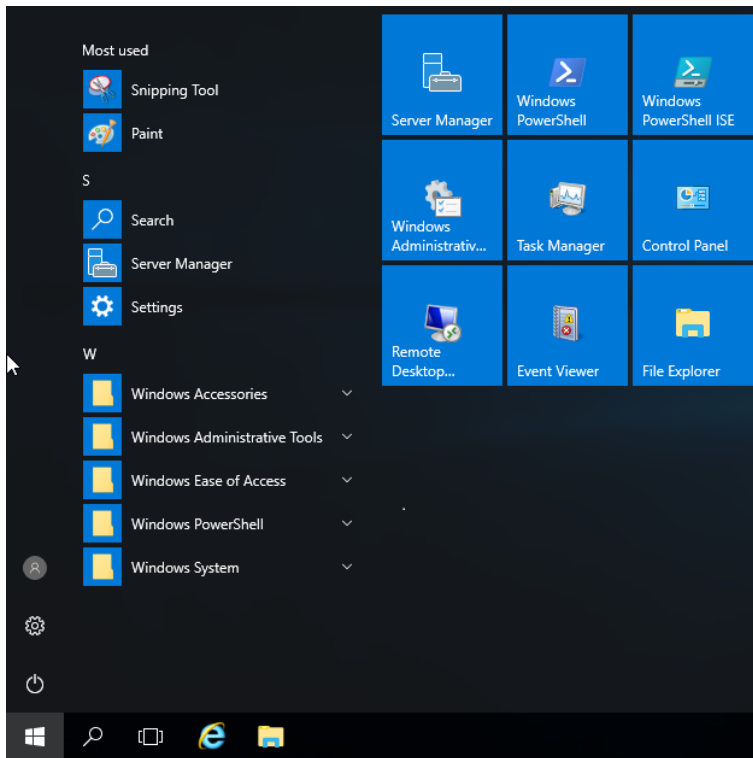 Most used
Snipping Tool
Paint
S
Search
Server Manager
Settings
W
Windows Accessories
Windows Administrative Tools
Windows Ease of Access
Windows PowerShell
Windows System
Server Manager
Windows
PowerShell
Windows
PowerShell ISE
Windows
Administrativ...
Task Manager
Control Panel
Remote
Desktop...
Event Viewer
File Explorer